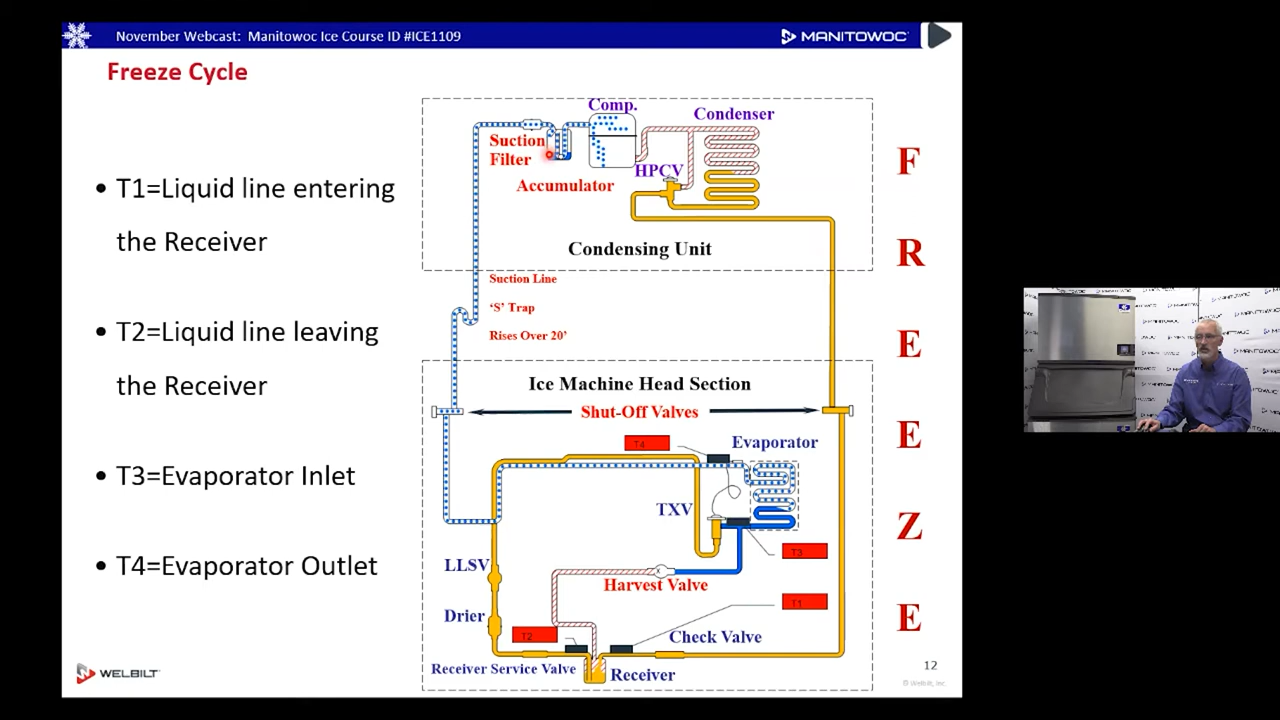 November Webcast: Manitowoc Ice Course ID #ICE1109
MANITOWOC
Freeze Cycle
• T1=Liquid line entering
the Receiver
• T2=Liquid line leaving
the Receiver
• T3=Evaporator Inlet
• T4=Evaporator Outlet
Comp.
Condenser
Suction
Filter
HPCV
Accumulator
Condensing Unit
Suction Line
'S' Trap
Rises Over 20'
Ice Machine Head Section
Shut-Off Valves
T4
Evaporator
TXV
T3
LLSV
Harvest Valve
T1
Drier
T2
Check Valve
Receiver Service Valve
Receiver
F
R
E
E
Z
E
WELBILT
12
© Welbilt, Inc.